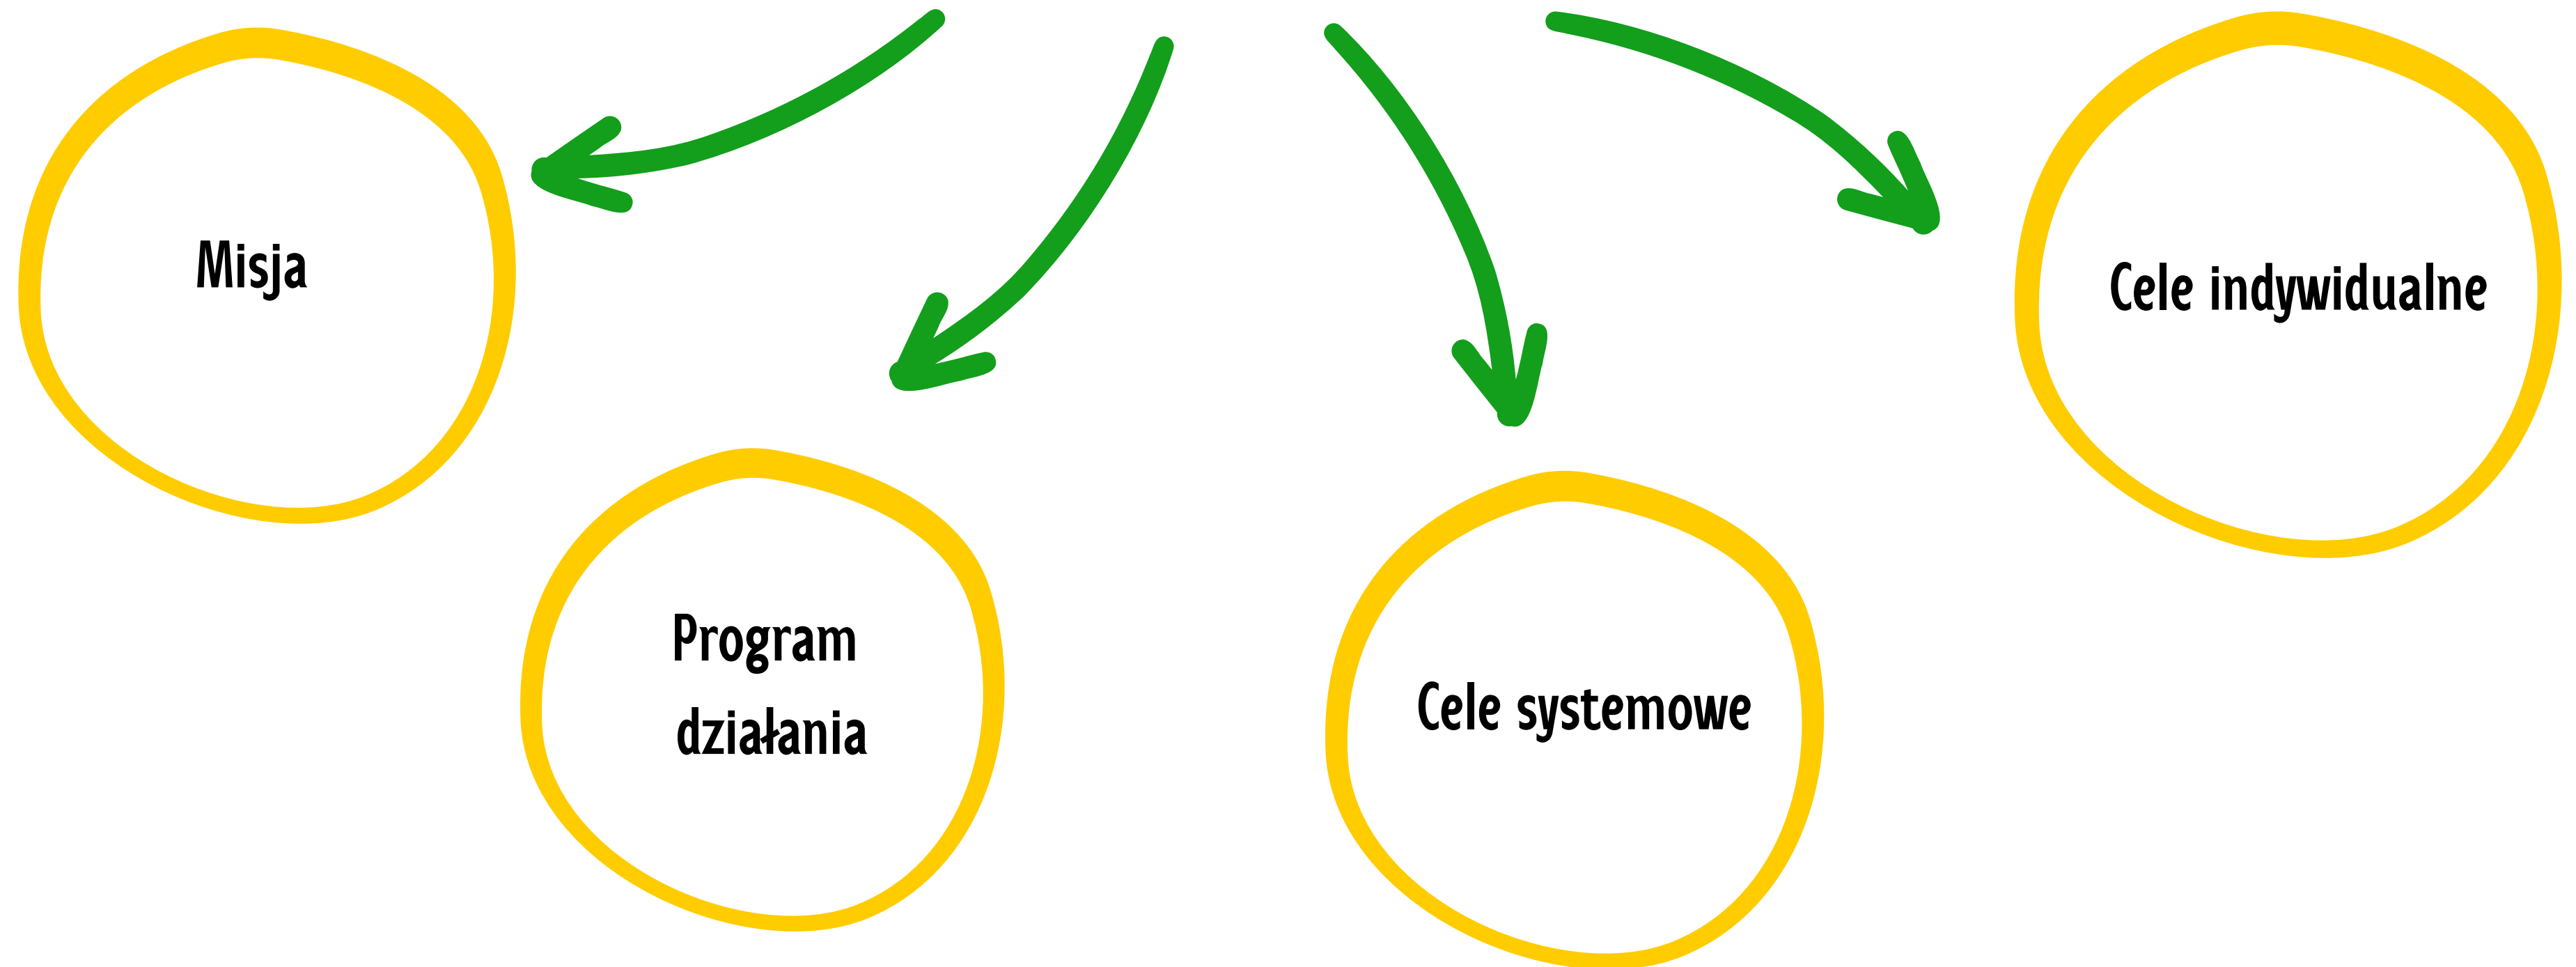 Misja
Program
działania
Cele systemowe
Cele indywidualne